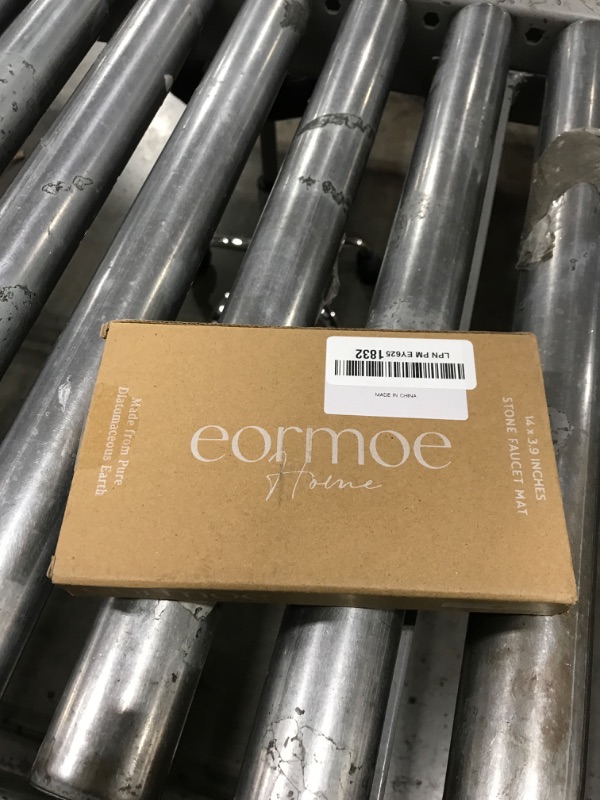 LPN PM EY625 1832
MADE IN CHINA
eormoe
Home
Made from Pure
Diatomaceous Earth
14 x 3.9 INCHES
STONE FAUCET MAT